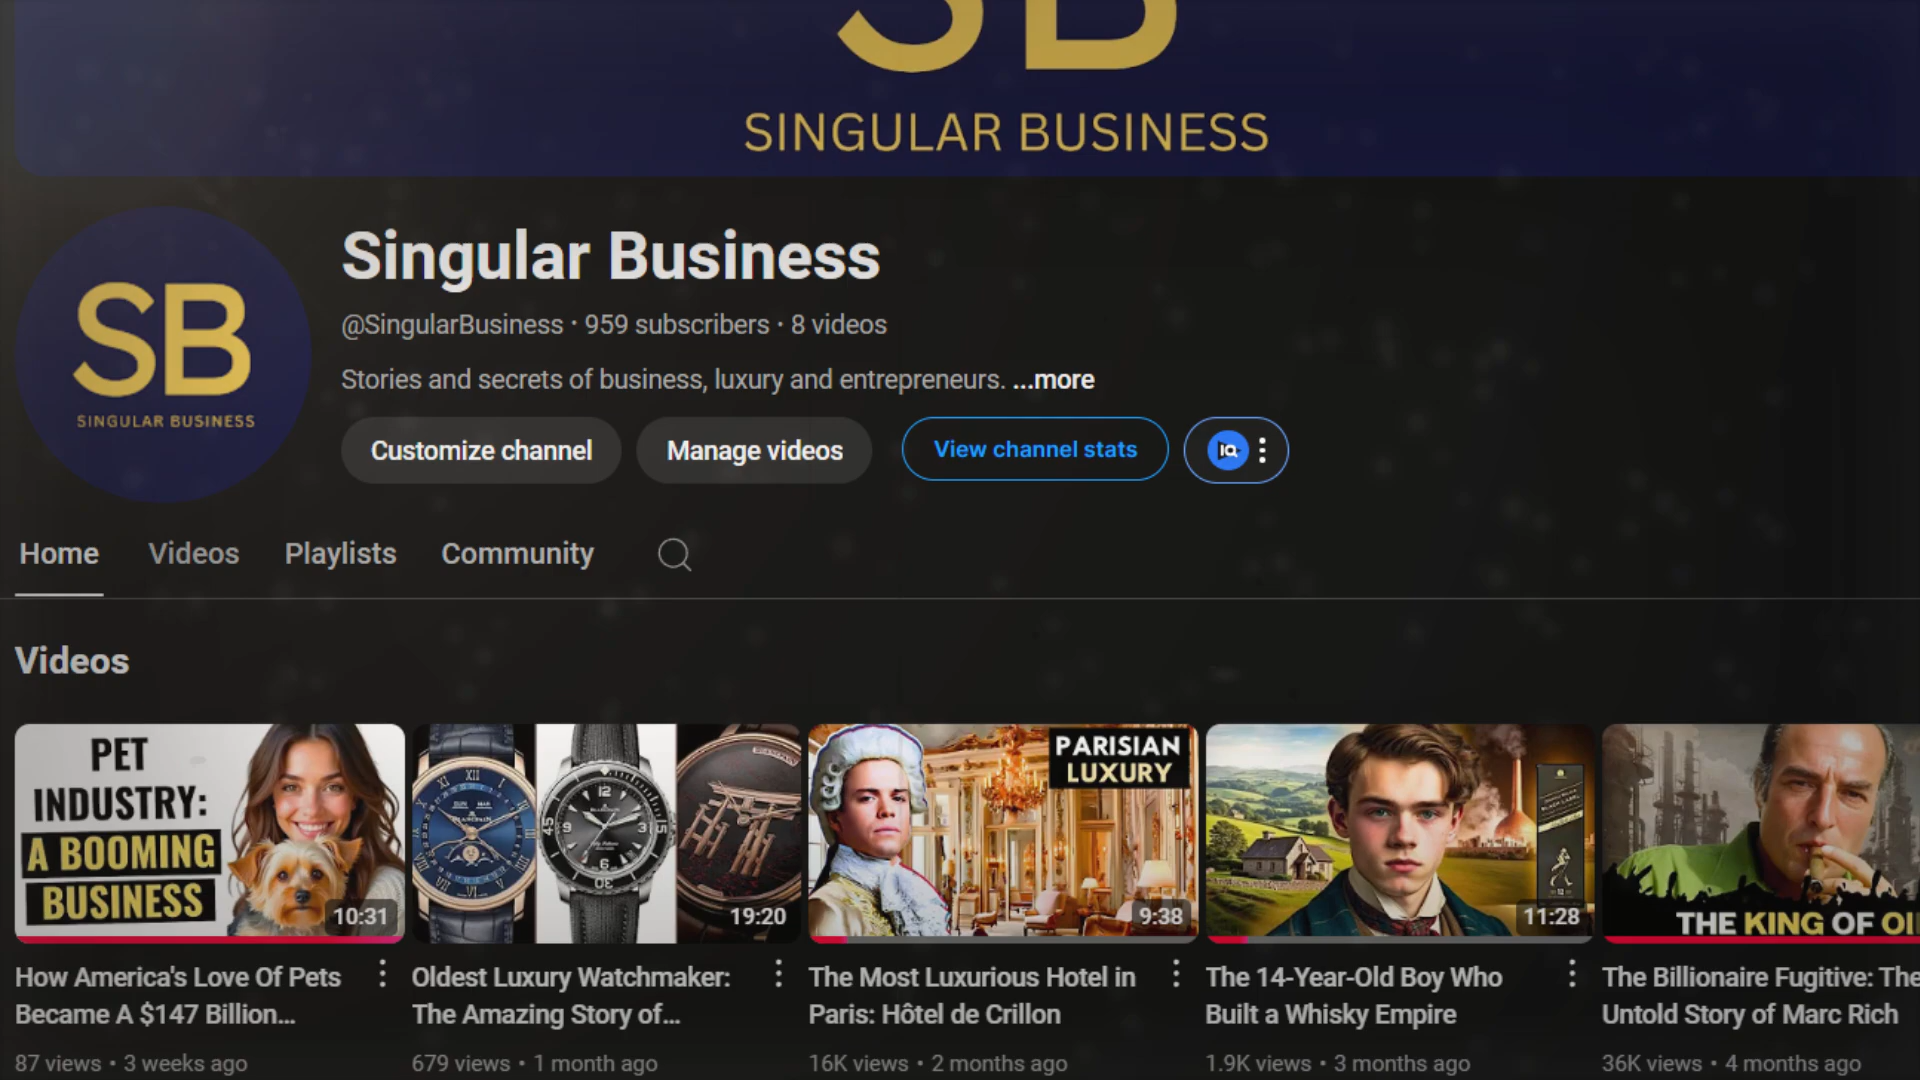 SB
SINGULAR BUSINESS
SB
SINGULAR BUSINESS
Singular Business
@SingularBusiness · 959 subscribers · 8 videos
Stories and secrets of business, luxury and entrepreneurs. ...more
Customize channel
Manage videos
View channel stats
Home
Videos
Playlists
Community
Videos
PET
INDUSTRY:
A BOOMING
BUSINESS
10:31
19:20
PARISIAN
LUXURY
9:38
11:28
THE KING OF OI
How America's Love Of Pets
Became A $147 Billion...
87 views · 3 weeks ago
Oldest Luxury Watchmaker:
The Amazing Story of...
679 views · 1 month ago
The Most Luxurious Hotel in
Paris: Hôtel de Crillon
16K views · 2 months ago
The 14-Year-Old Boy Who
Built a Whisky Empire
1.9K views · 3 months ago
The Billionaire Fugitive: The
Untold Story of Marc Rich
36K views · 4 months ago